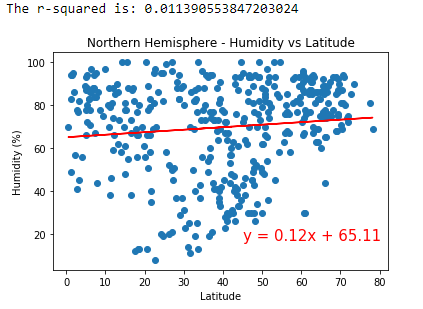 The r-squared is: 0.011390553847203024
Northern Hemisphere - Humidity vs Latitude
100
80
60
40
20
Humidity (%)
y = 0.12x + 65.11
0 10 20 30 40 50 60 70 80
Latitude